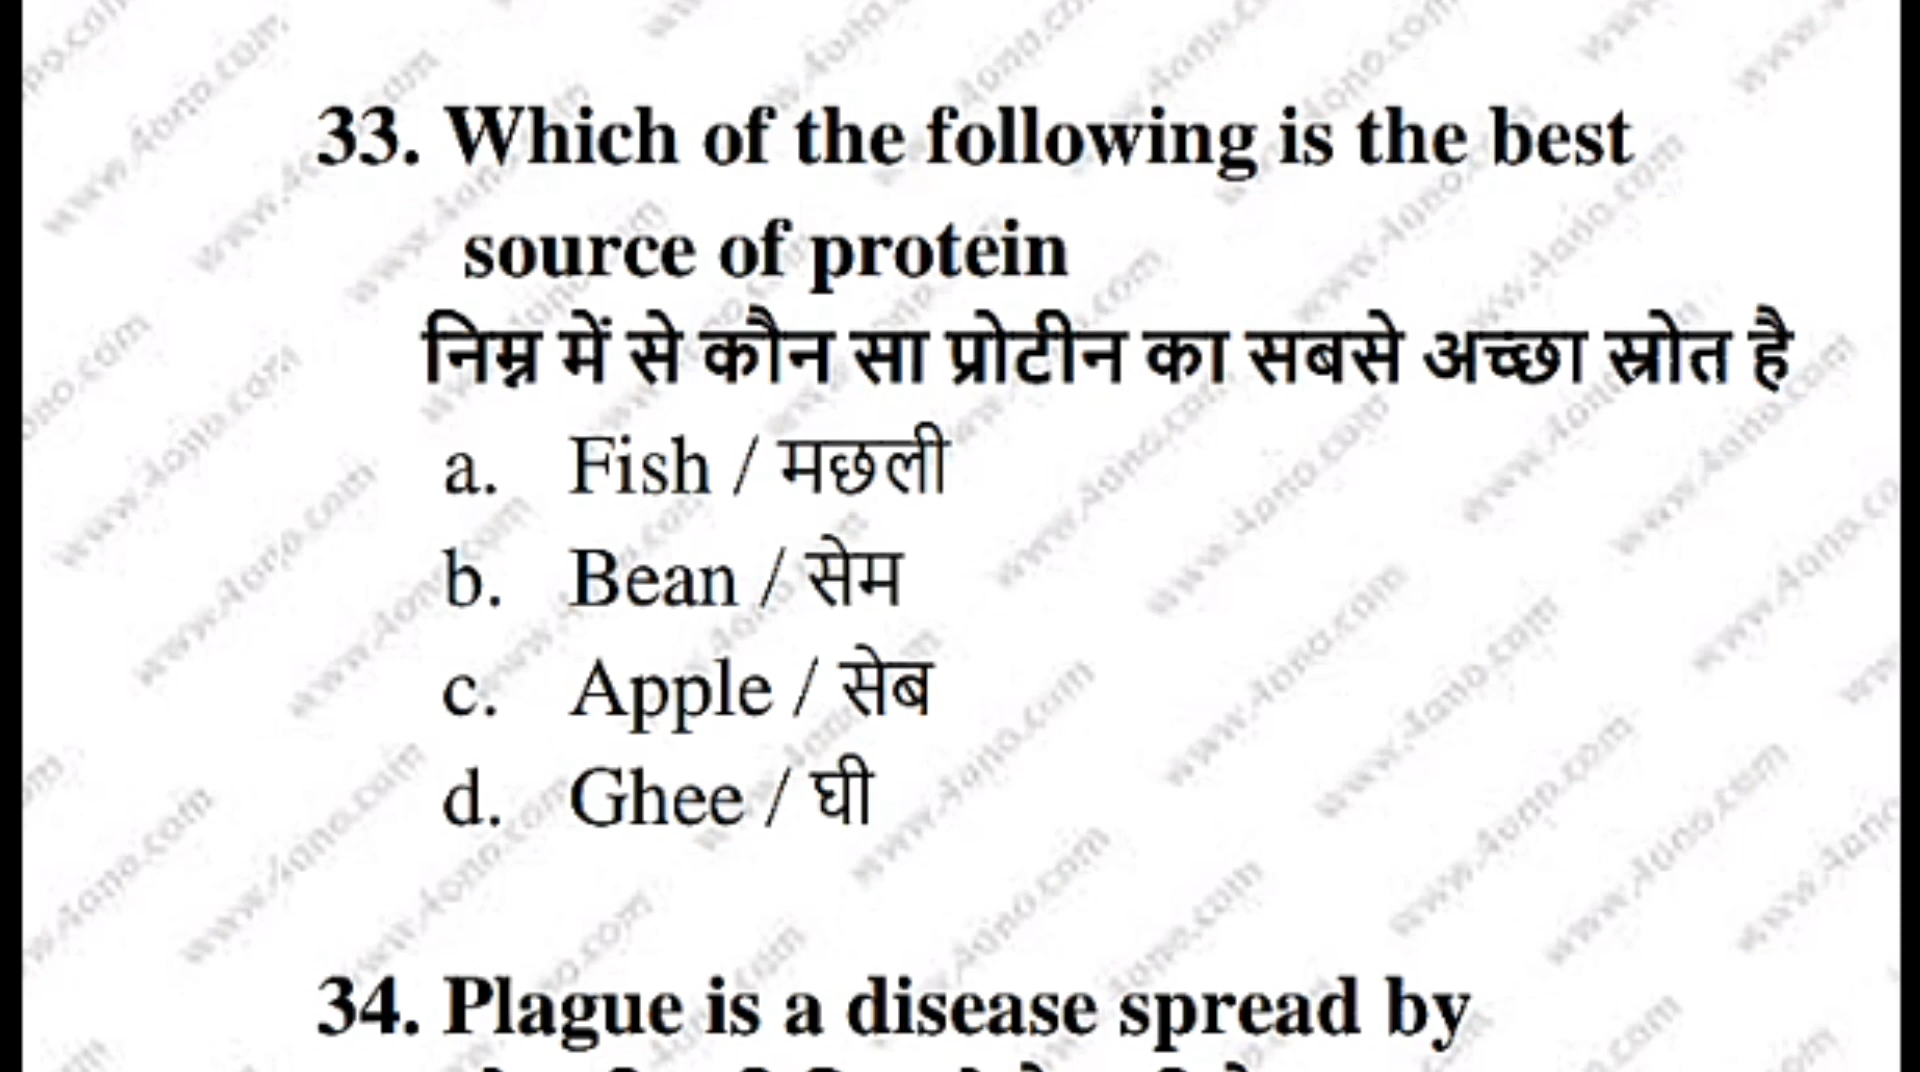 33. Which of the following is the best
source of protein
निम्न में से कौन सा प्रोटीन का सबसे अच्छा स्रोत है
a. Fish / मछली
b. Bean / सेम
c. Apple / सेब
d. Ghee / घी
34. Plague is a disease spread by